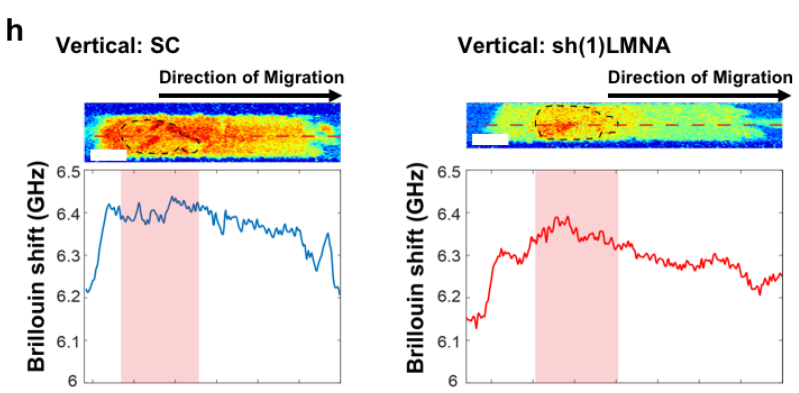 h
Vertical: SC
Direction of Migration
Brillouin shift (GHz)
6.5
6.4
6.3
6.2
6.1
6
Vertical: sh(1)LMNA
Direction of Migration
Brillouin shift (GHz)
6.5
6.4
6.3
6.2
6.1
6